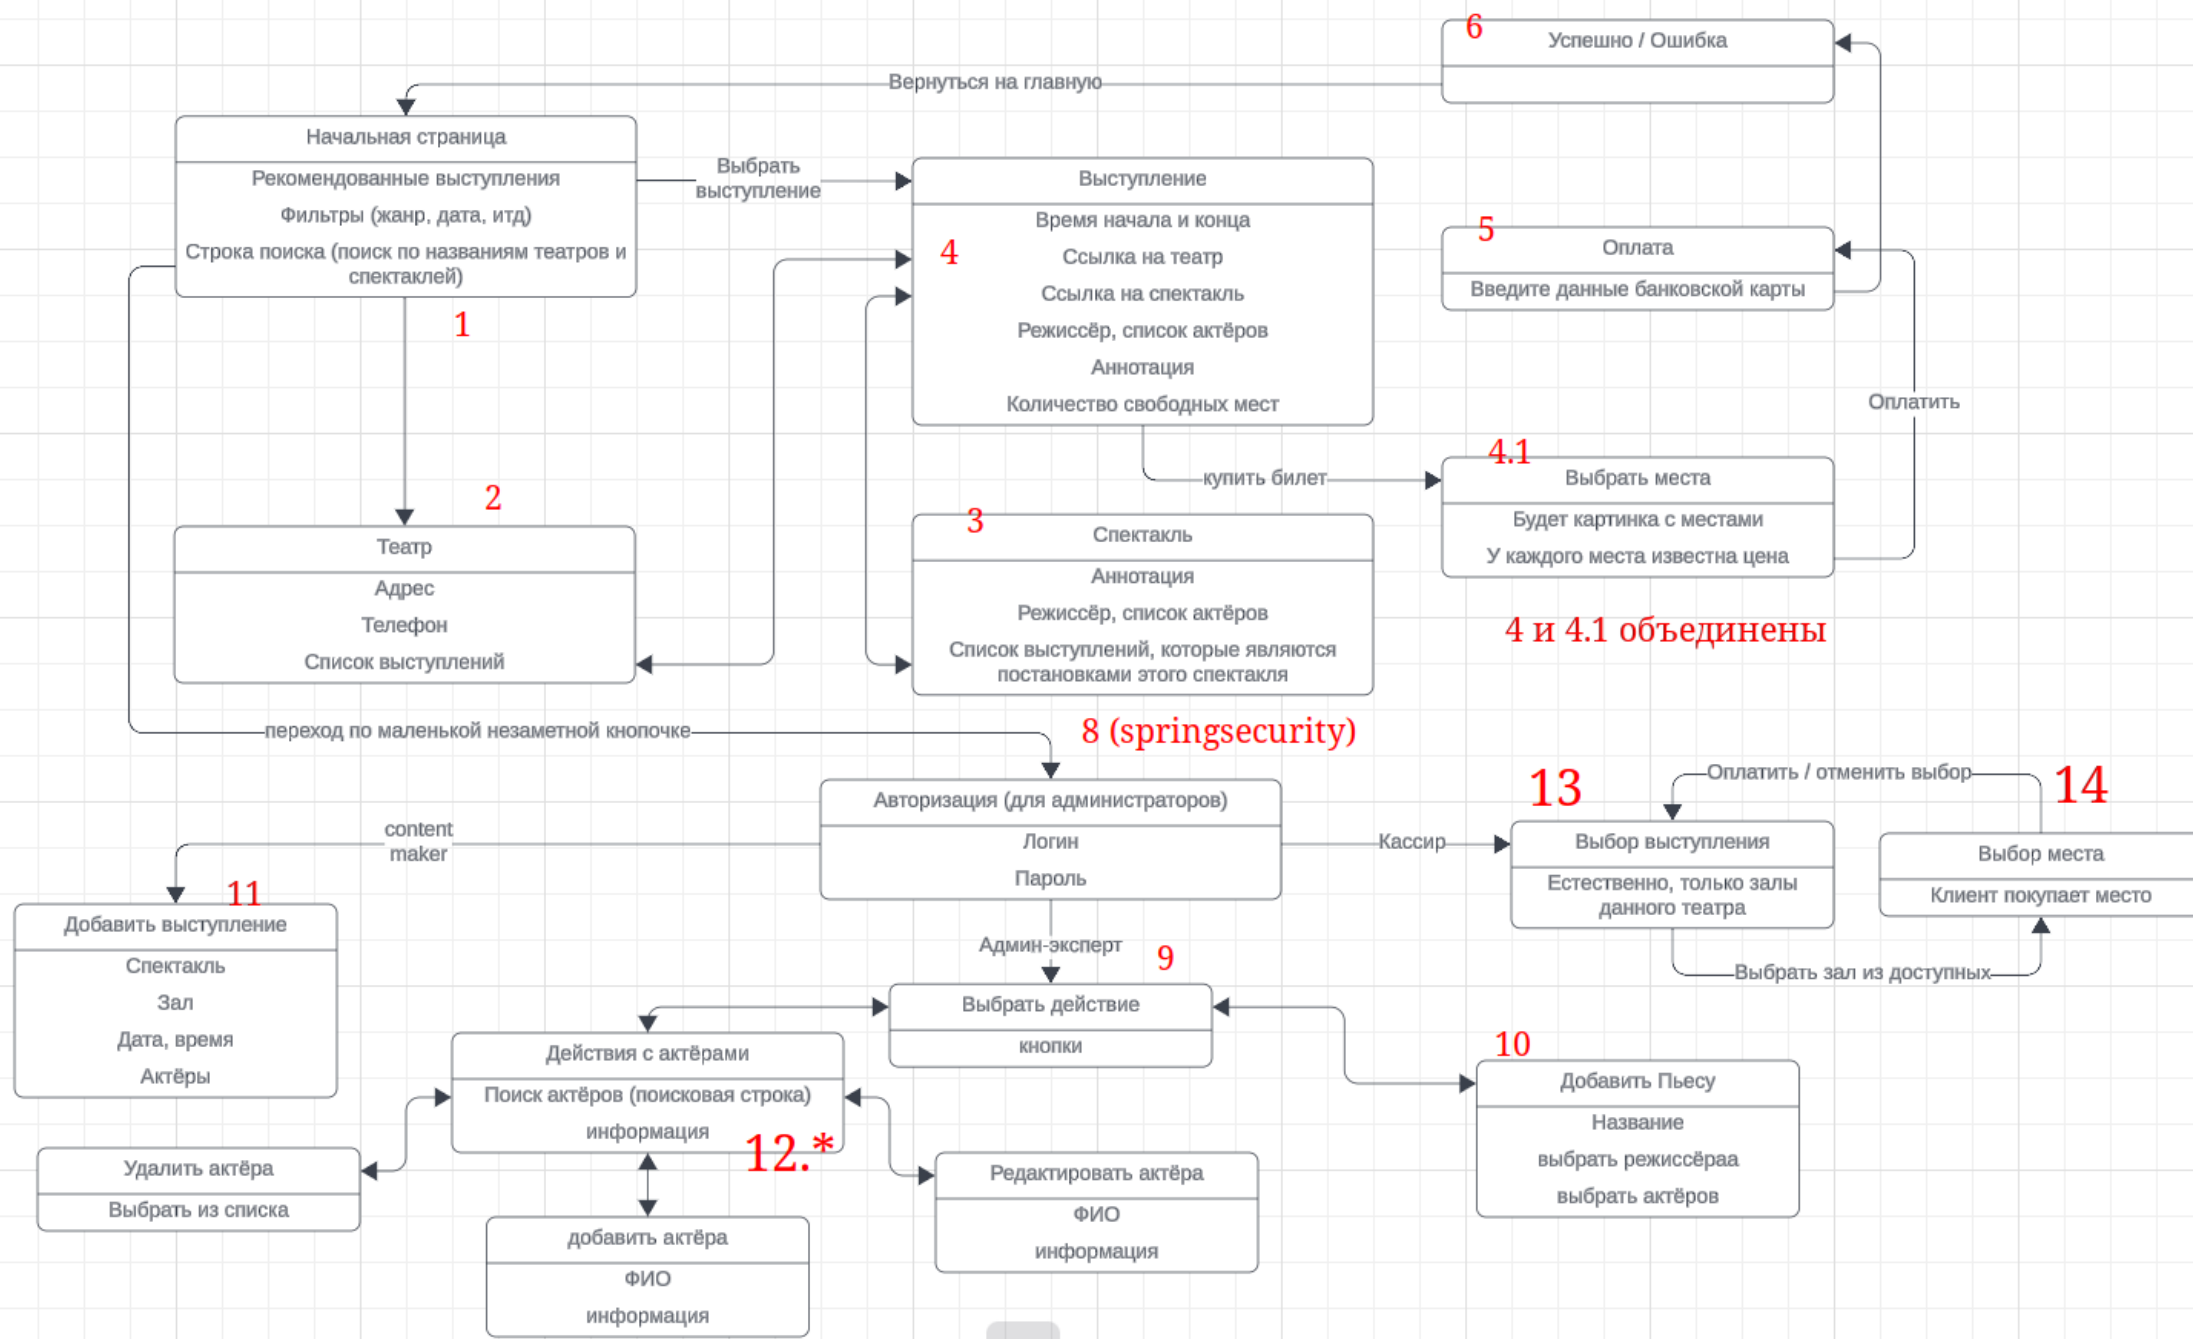 6
Успешно / Ошибка
Вернуться на главную
Начальная страница
Рекомендованные выступления
Фильтры (жанр, дата, итд)
Строка поиска (поиск по названиям театров и
спектаклей)
1
Выбрать
выступление
Выступление
Время начала и конца
4
Ссылка на театр
Ссылка на спектакль
Режиссёр, список актёров
Аннотация
Количество свободных мест
5
Оплата
Введите данные банковской карты
Оплатить
купить билет
4.1
Выбрать места
Будет картинка с местами
У каждого места известна цена
4 и 4.1 объединены
2
Театр
Адрес
Телефон
Список выступлений
3
Спектакль
Аннотация
Режиссёр, список актёров
Список выступлений, которые являются
постановками этого спектакля
переход по маленькой незаметной кнопочке
8 (springsecurity)
Авторизация (для администраторов)
Логин
Пароль
content
maker
Кассир
13
Выбор выступления
Естественно, только залы
данного театра
Оплатить / отменить выбор
14
Выбор места
Клиент покупает место
Выбрать зал из доступных
11
Добавить выступление
Спектакль
Зал
Дата, время
Актёры
Админ-эксперт
9
Выбрать действие
кнопки
Действия с актёрами
Поиск актёров (поисковая строка)
информация
12.*
10
Добавить Пьесу
Название
выбрать режиссёраа
выбрать актёров
Удалить актёра
Выбрать из списка
добавить актёра
ФИО
информация
Редактировать актёра
ФИО
информация